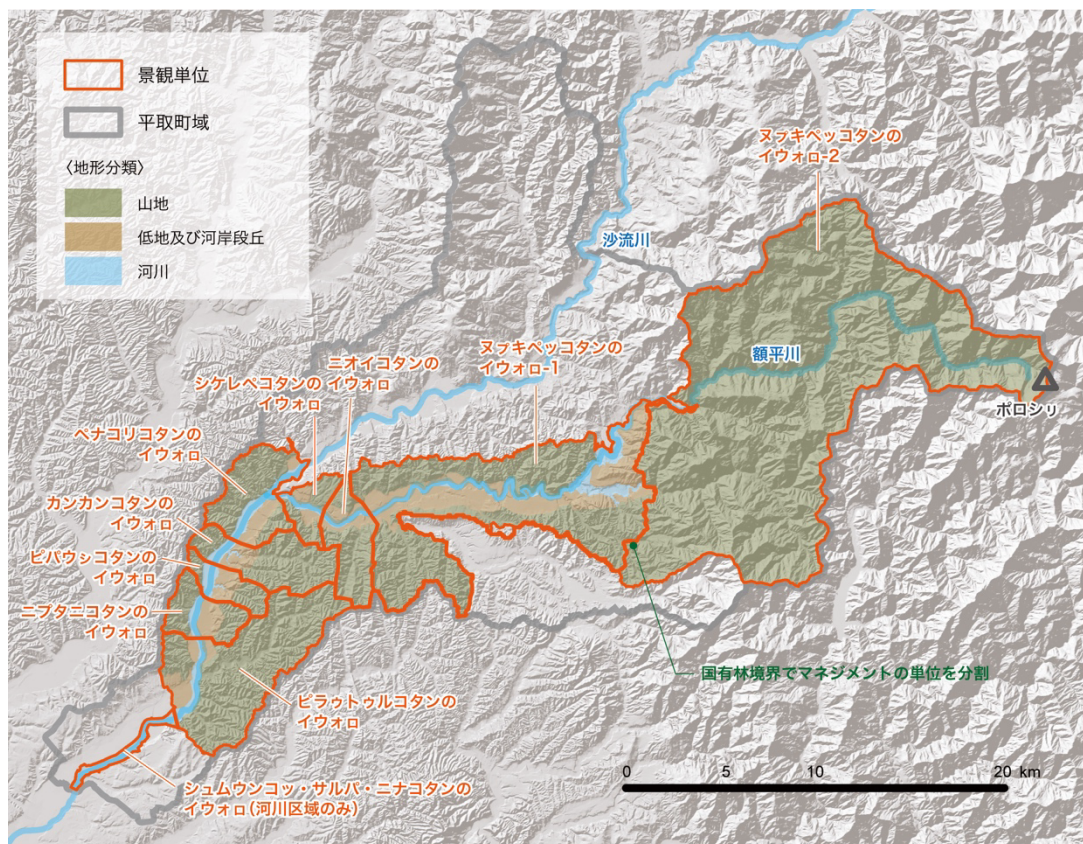 景観単位
平取町域
〈地形分類〉
山地
低地及び河岸段丘
河川
ヌㇷ゚キペッコタンの
イウォロ-2
沙流川
額平川
ポロシㇼ
ヌㇷ゚キペッコタンの
イウォロ-1
ニオイコタンの
イウォロ
シケレペコタンの
イウォロ
ペナコリコタンの
イウォロ
カンカンコタンの
イウォロ
ピパウㇱコタンの
イウォロ
ニプタニコタンの
イウォロ
国有林境界でマネジメントの単位を分割
ピラゥトゥルコタンの
イウォロ
シュムウンコッ・サルバ・ニナコタンの
イウォロ(河川区域のみ)
0 5 10 20 km